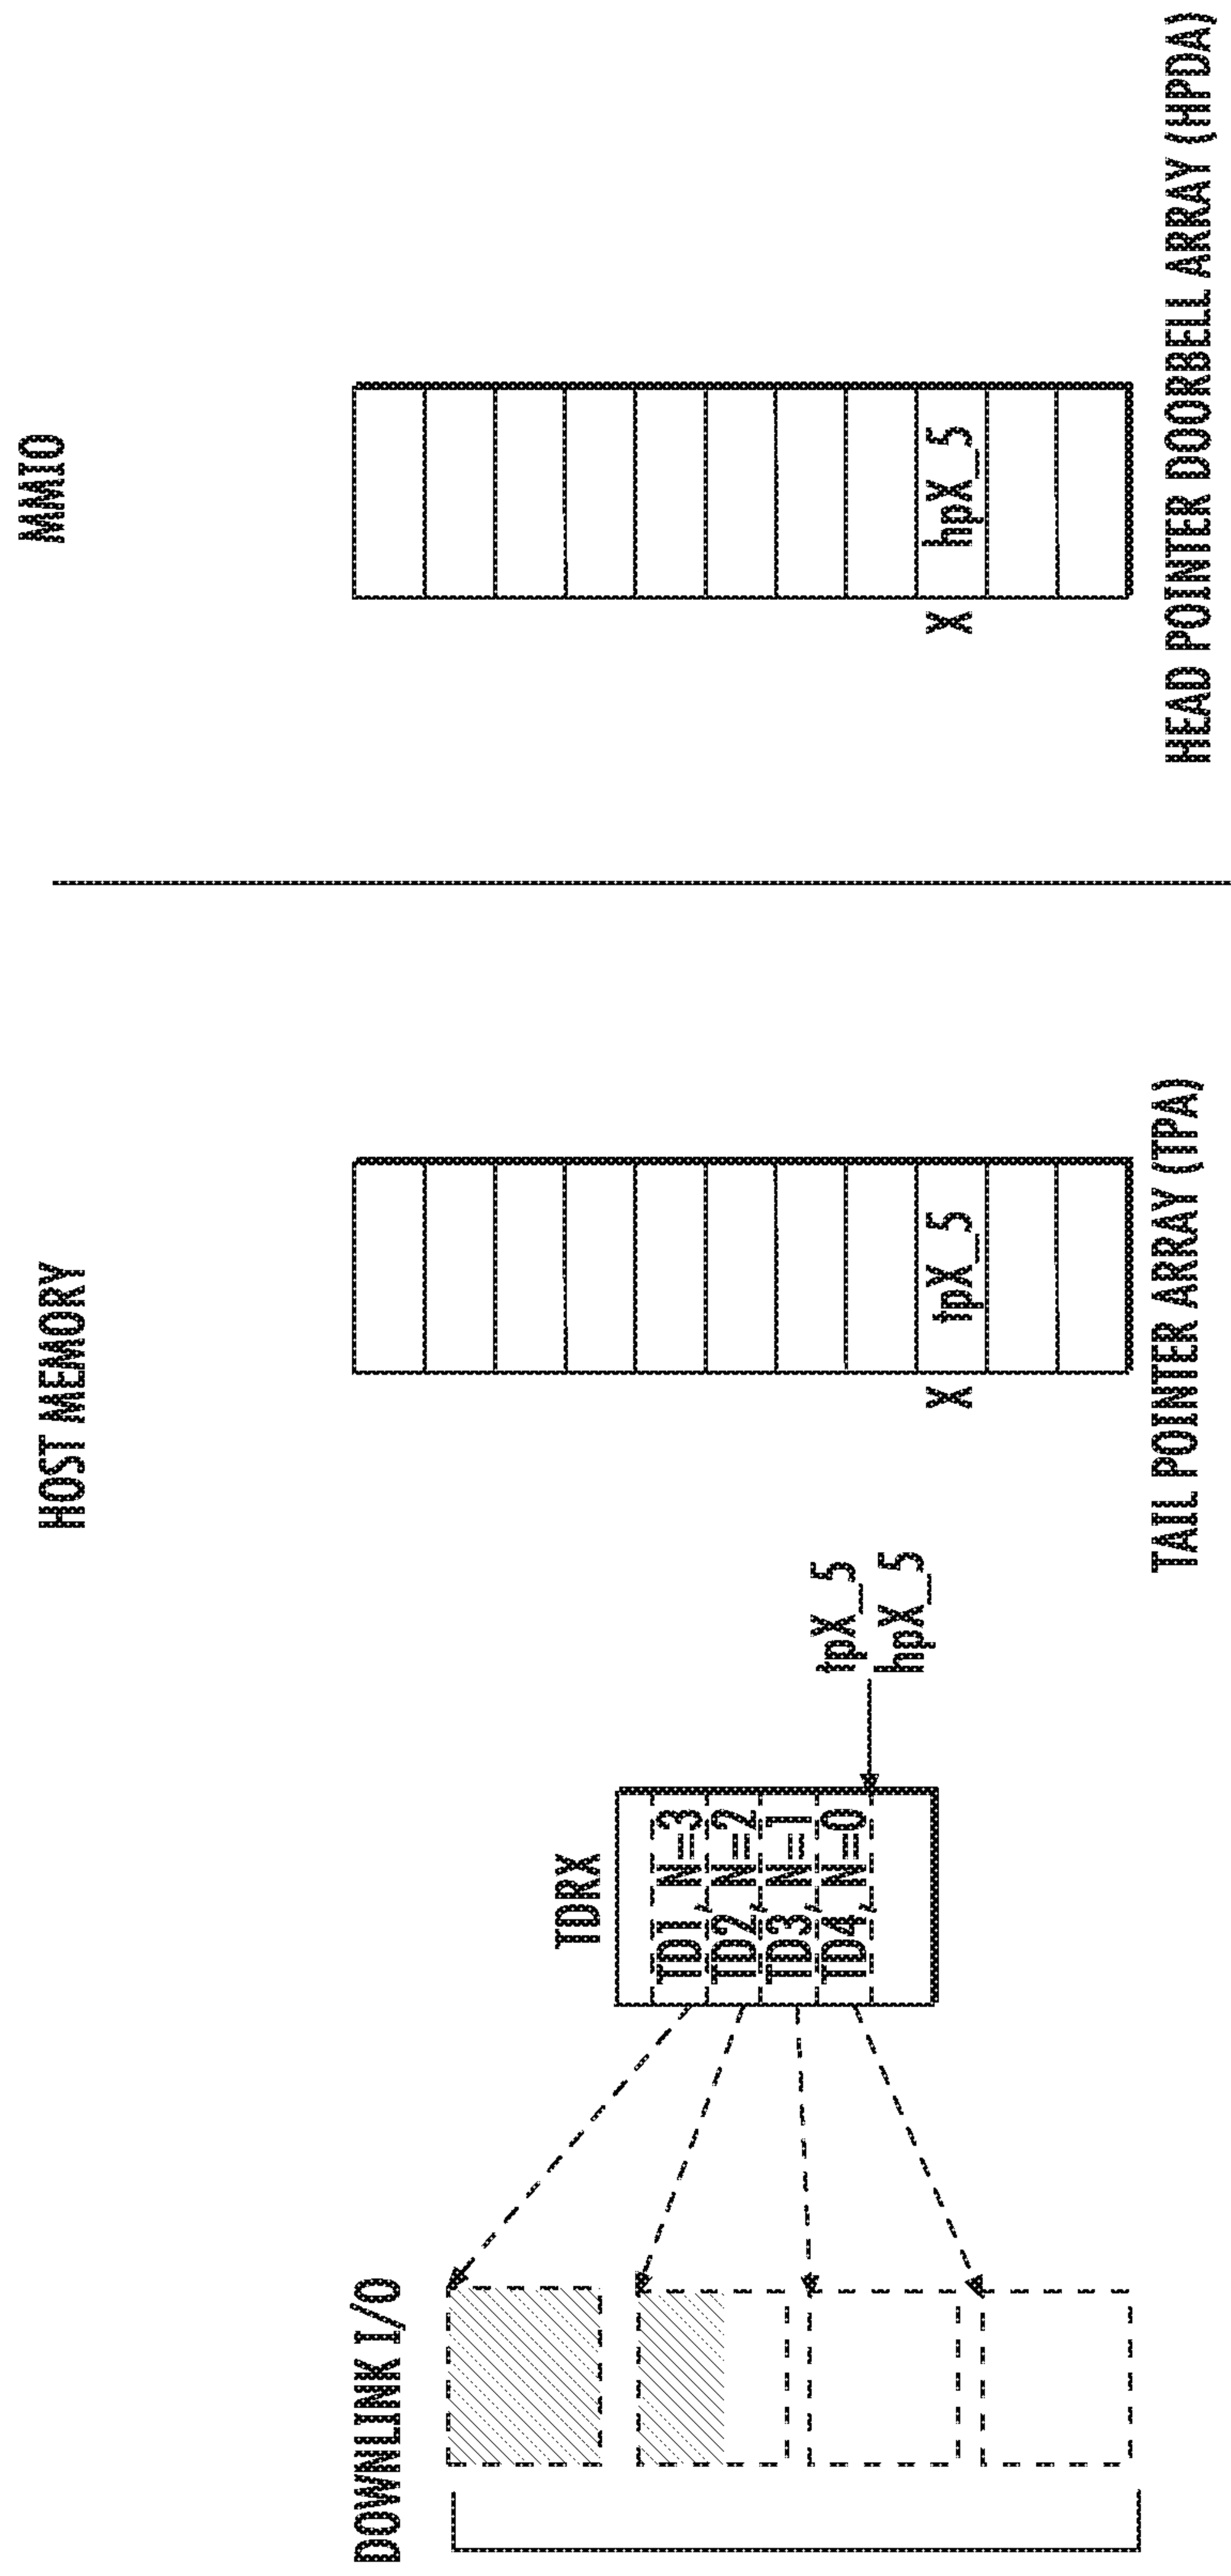 HOST MEMORY
MMIO
DOWNLINK I/O
TDRX
TD1, N=3
TD2, N=2
TD3, N=1
TD4, N=0
tpX_5
hpX_5
X
tpX_5
X
hpX_5
TAIL POINTER ARRAY (TPA)
HEAD POINTER DOORBELL ARRAY (HPDA)